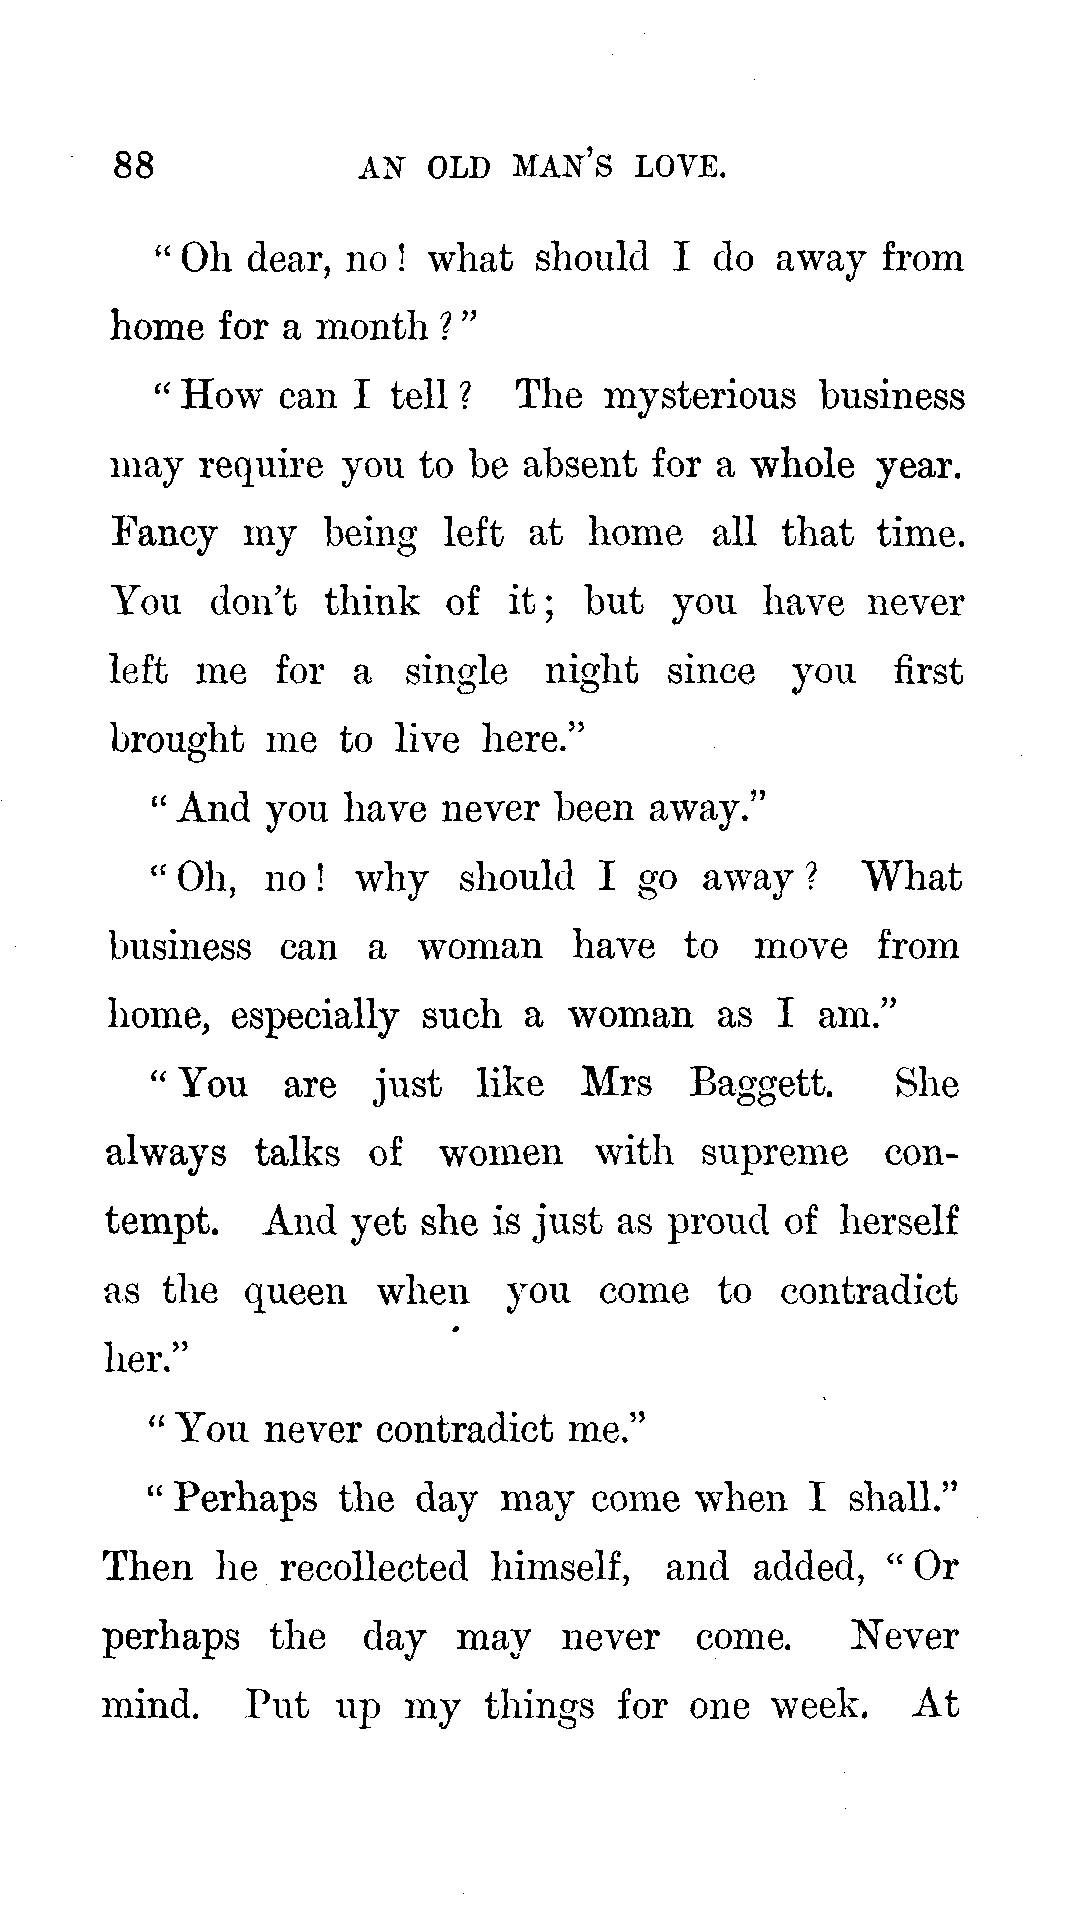 88 AN OLD MAN'S LOVE.
“Oh dear, no! what should I do away from
home for a month?”
“How can I tell? The mysterious business
may require you to be absent for a whole year.
Fancy my being left at home all that time.
You don't think of it; but you have never
left me for a single night since you first
brought me to live here.”
“And you have never been away.”
“Oh, no! why should I go away? What
business can a woman have to move from
home, especially such a woman as I am.”
“You are just like Mrs Baggett. She
always talks of women with supreme con-
tempt. And yet she is just as proud of herself
as the queen when you come to contradict
her.”
“You never contradict me.”
“Perhaps the day may come when I shall.”
Then he recollected himself, and added, “Or
perhaps the day may never come. Never
mind. Put up my things for one week. At